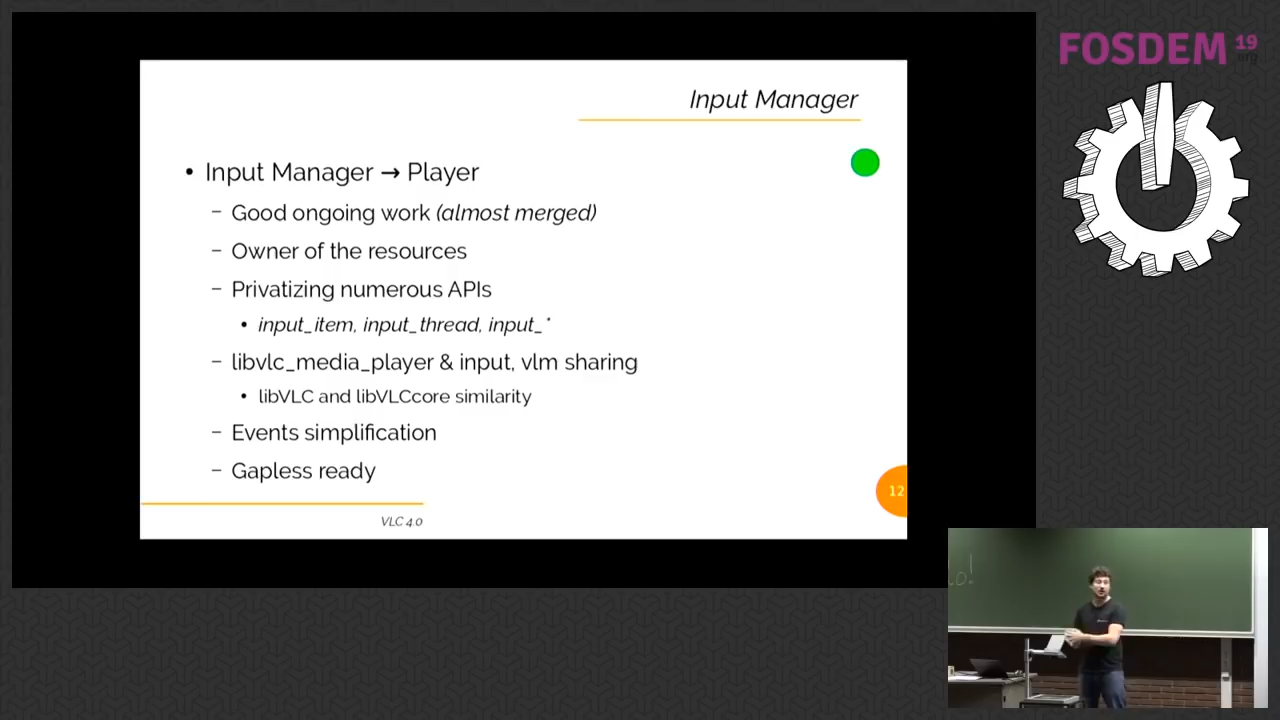 FOSDEM 19
.org
Input Manager
• Input Manager → Player
– Good ongoing work (almost merged)
– Owner of the resources
– Privatizing numerous APIs
• input_item, input_thread, input_*
– libvlc_media_player & input, vlm sharing
• libVLC and libVLCcore similarity
– Events simplification
– Gapless ready
12
VLC 4.0